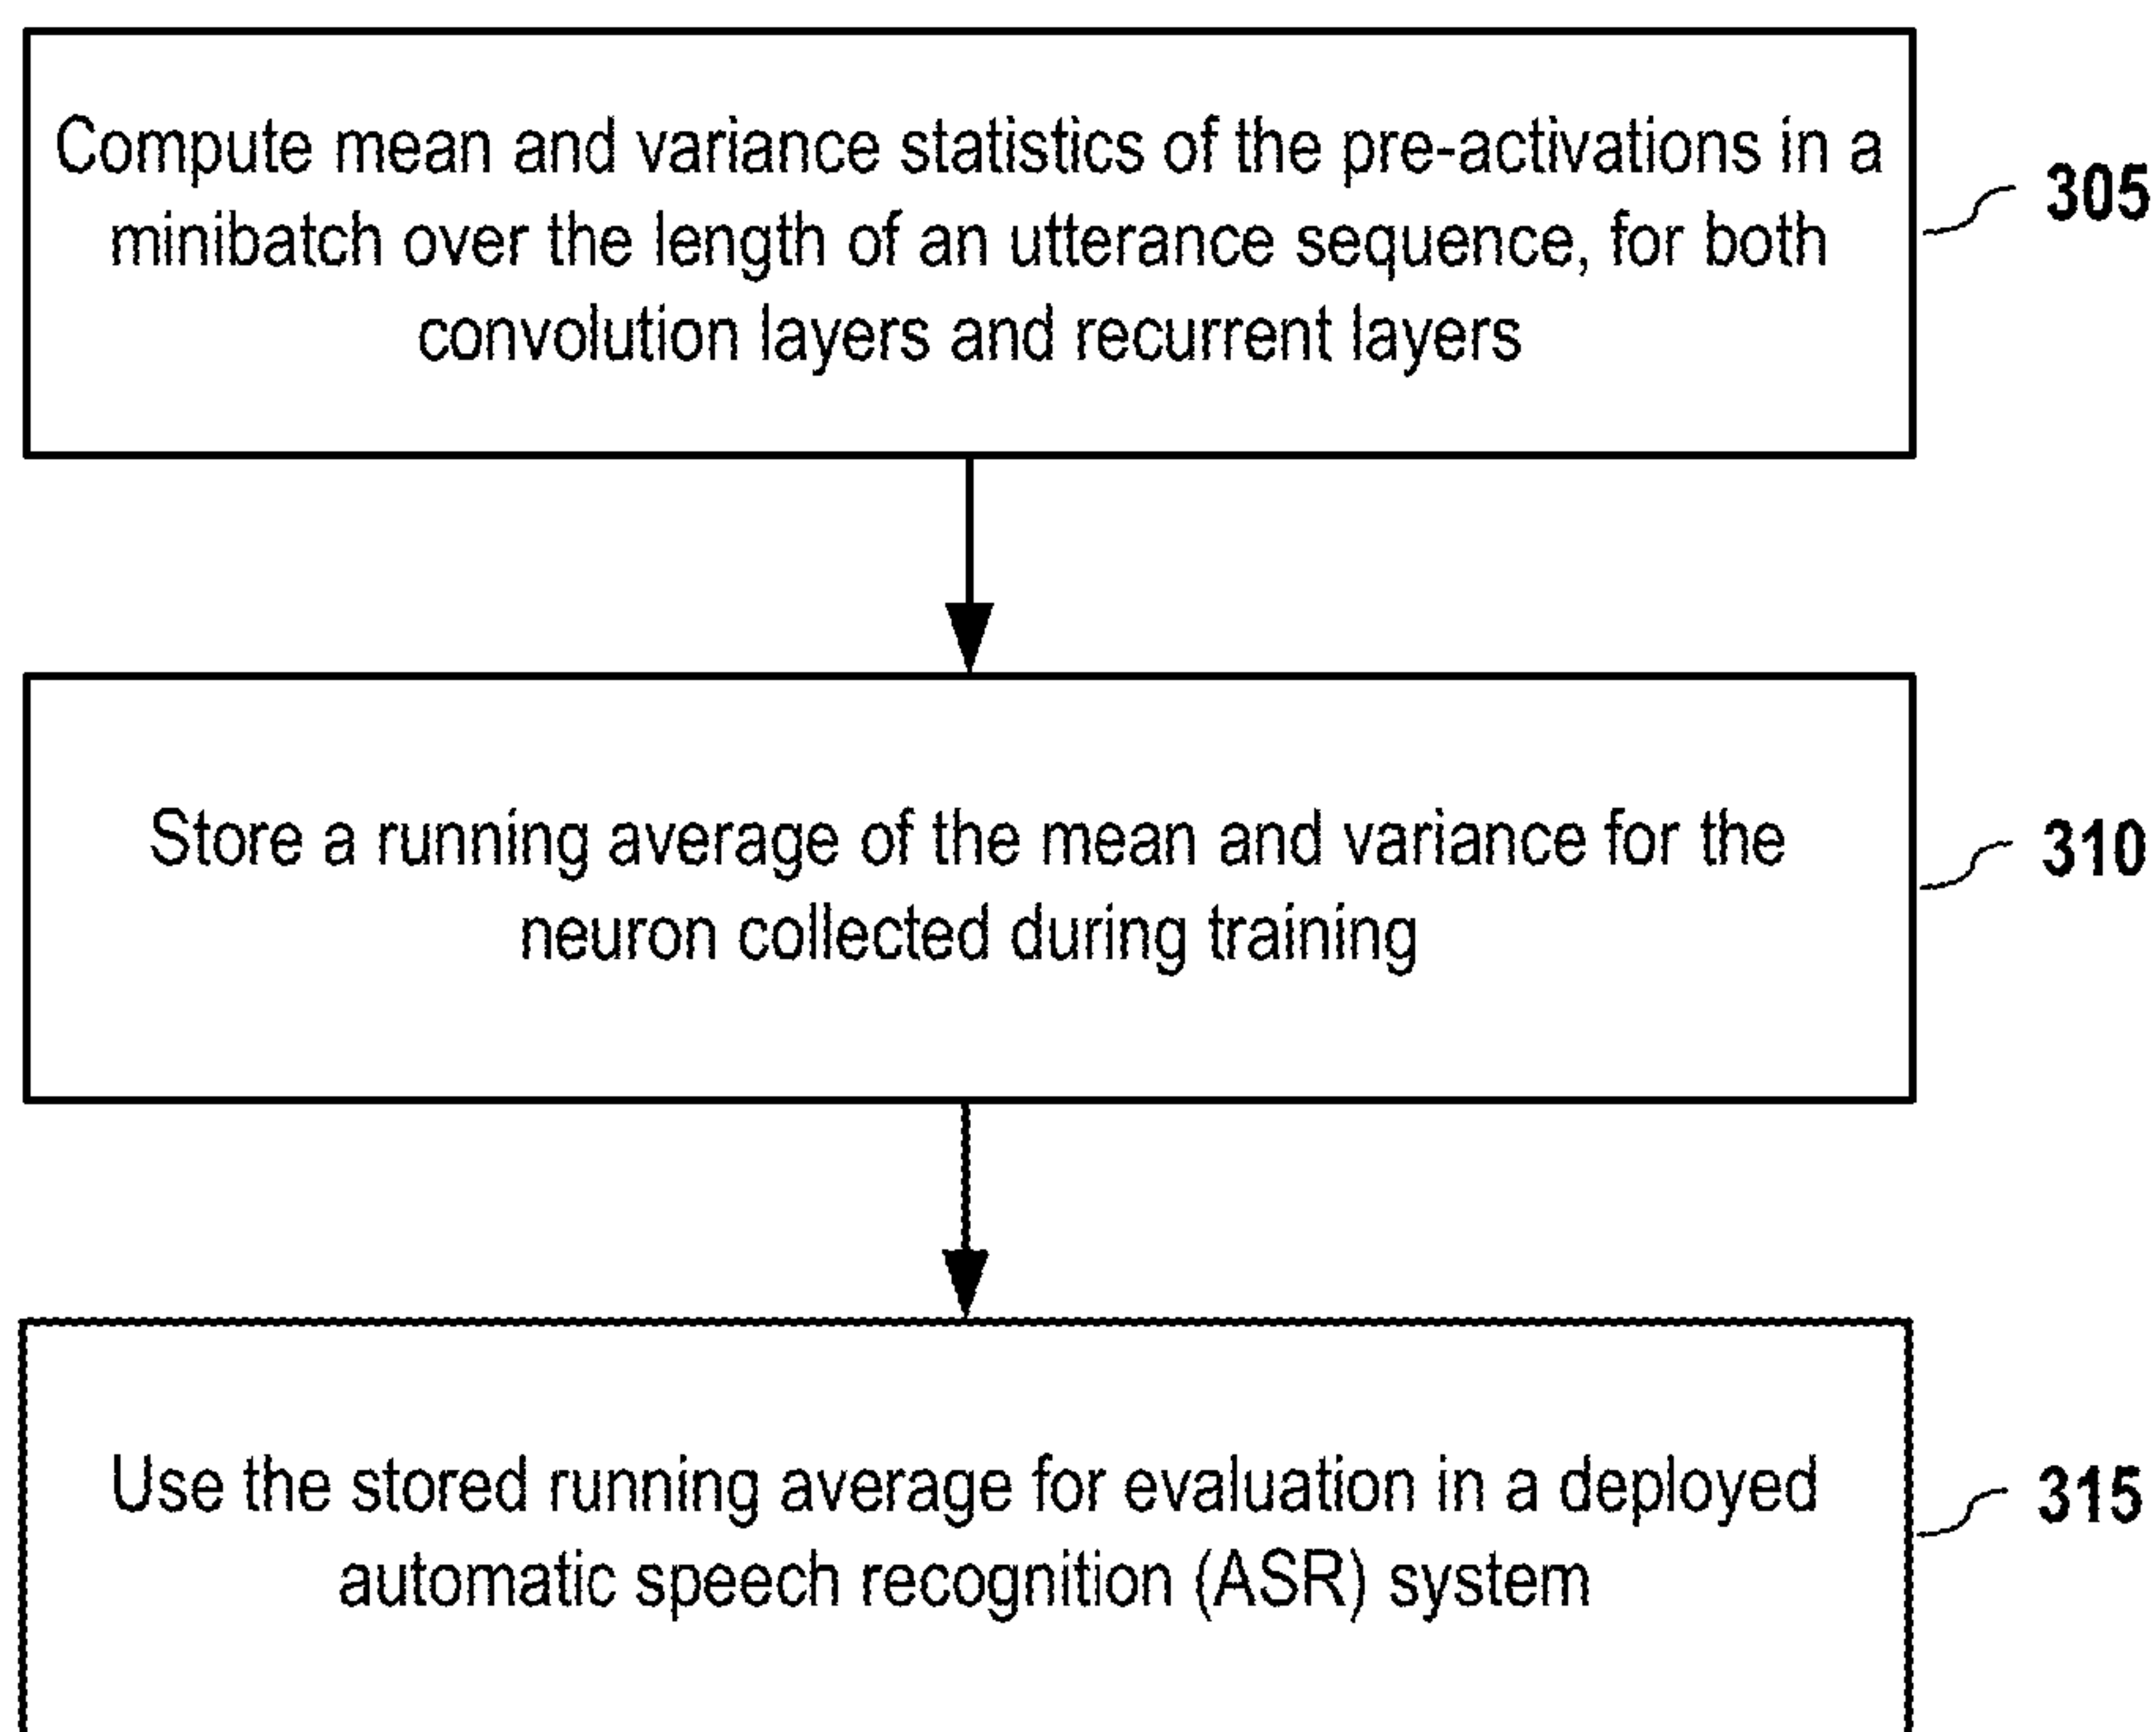 Compute mean and variance statistics of the pre-activations in a
minibatch over the length of an utterance sequence, for both
convolution layers and recurrent layers
305
Store a running average of the mean and variance for the
neuron collected during training
310
Use the stored running average for evaluation in a deployed
automatic speech recognition (ASR) system
315